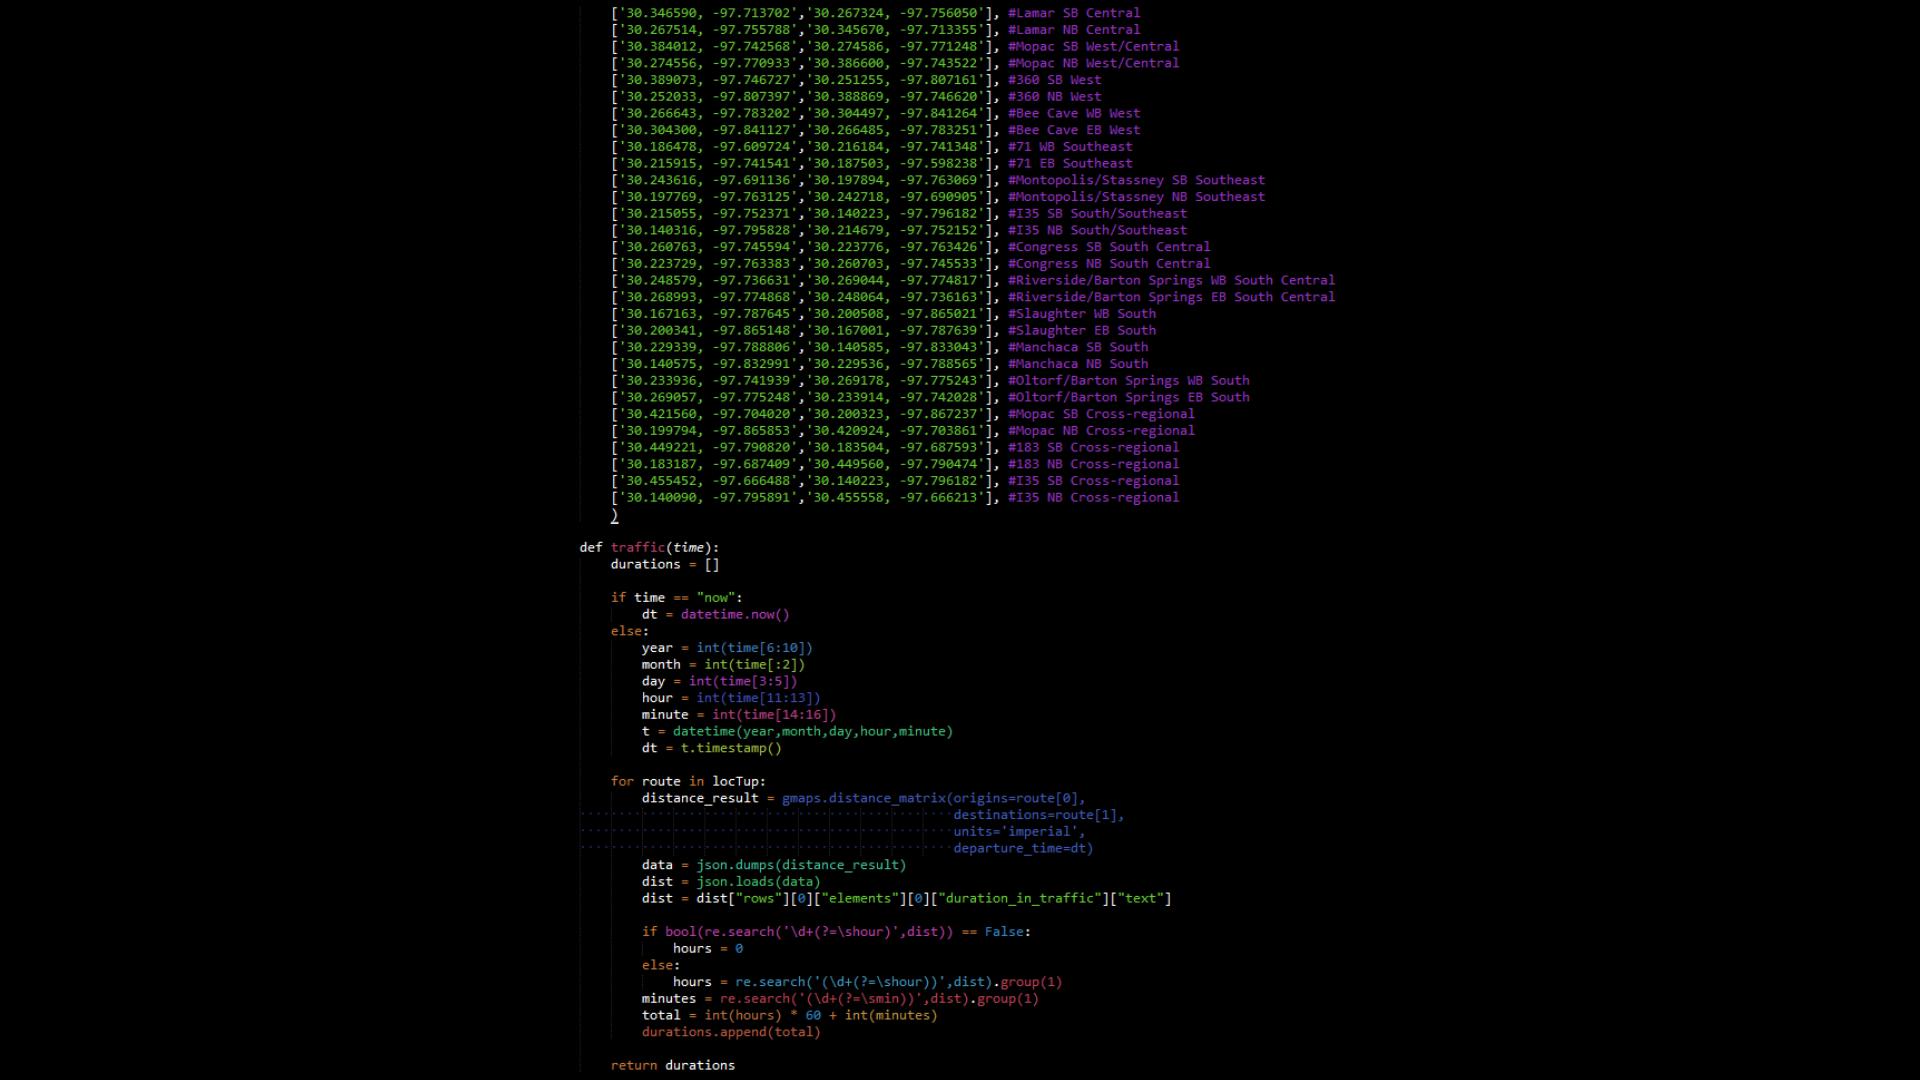 ['30.346590, -97.713702','30.267324, -97.756050'], #Lamar SB Central
['30.267514, -97.755788','30.345670, -97.713355'], #Lamar NB Central
['30.384012, -97.742568','30.274586, -97.771248'], #Mopac SB West/Central
['30.274556, -97.770933','30.386600, -97.743522'], #Mopac NB West/Central
['30.389073, -97.746727','30.251255, -97.807161'], #360 SB West
['30.252033, -97.807397','30.388869, -97.746620'], #360 NB West
['30.266643, -97.783202','30.304497, -97.841264'], #Bee Cave WB West
['30.304300, -97.841127','30.266485, -97.783251'], #Bee Cave EB West
['30.186478, -97.609724','30.216184, -97.741348'], #71 WB Southeast
['30.215915, -97.741541','30.187503, -97.598238'], #71 EB Southeast
['30.243616, -97.691136','30.197894, -97.763069'], #Montopolis/Stassney SB Southeast
['30.197769, -97.763125','30.242718, -97.690905'], #Montopolis/Stassney NB Southeast
['30.215055, -97.752371','30.140223, -97.796182'], #I35 SB South/Southeast
['30.140316, -97.795828','30.214679, -97.752152'], #I35 NB South/Southeast
['30.260763, -97.745594','30.223776, -97.763426'], #Congress SB South Central
['30.223729, -97.763383','30.260703, -97.745533'], #Congress NB South Central
['30.248579, -97.736631','30.269044, -97.774817'], #Riverside/Barton Springs WB South Central
['30.268993, -97.774868','30.248064, -97.736163'], #Riverside/Barton Springs EB South Central
['30.167163, -97.787645','30.200508, -97.865021'], #Slaughter WB South
['30.200341, -97.865148','30.167001, -97.787639'], #Slaughter EB South
['30.229339, -97.788806','30.140585, -97.833043'], #Manchaca SB South
['30.140575, -97.832991','30.229536, -97.788565'], #Manchaca NB South
['30.233936, -97.741939','30.269178, -97.775243'], #Oltorf/Barton Springs WB South
['30.269057, -97.775248','30.233914, -97.742028'], #Oltorf/Barton Springs EB South
['30.421560, -97.704020','30.200323, -97.867237'], #Mopac SB Cross-regional
['30.199794, -97.865853','30.420924, -97.703861'], #Mopac NB Cross-regional
['30.449221, -97.790820','30.183504, -97.687593'], #183 SB Cross-regional
['30.183187, -97.687409','30.449560, -97.790474'], #183 NB Cross-regional
['30.455452, -97.666488','30.140223, -97.796182'], #I35 SB Cross-regional
['30.140090, -97.795891','30.455558, -97.666213'], #I35 NB Cross-regional
)
def traffic(time):
durations = []
if time == "now":
dt = datetime.now()
else:
year = int(time[6:10])
month = int(time[:2])
day = int(time[3:5])
hour = int(time[11:13])
minute = int(time[14:16])
t = datetime(year,month,day,hour,minute)
dt = t.timestamp()
for route in locTup:
distance_result = gmaps.distance_matrix(origins=route[0],
destinations=route[1],
units='imperial',
departure_time=dt)
data = json.dumps(distance_result)
dist = json.loads(data)
dist = dist["rows"][0]["elements"][0]["duration_in_traffic"]["text"]
if bool(re.search('\d+(?=\shour)',dist)) == False:
hours = 0
else:
hours = re.search('(\d+(?=\shour))',dist).group(1)
minutes = re.search('(\d+(?=\smin))',dist).group(1)
total = int(hours) * 60 + int(minutes)
durations.append(total)
return durations